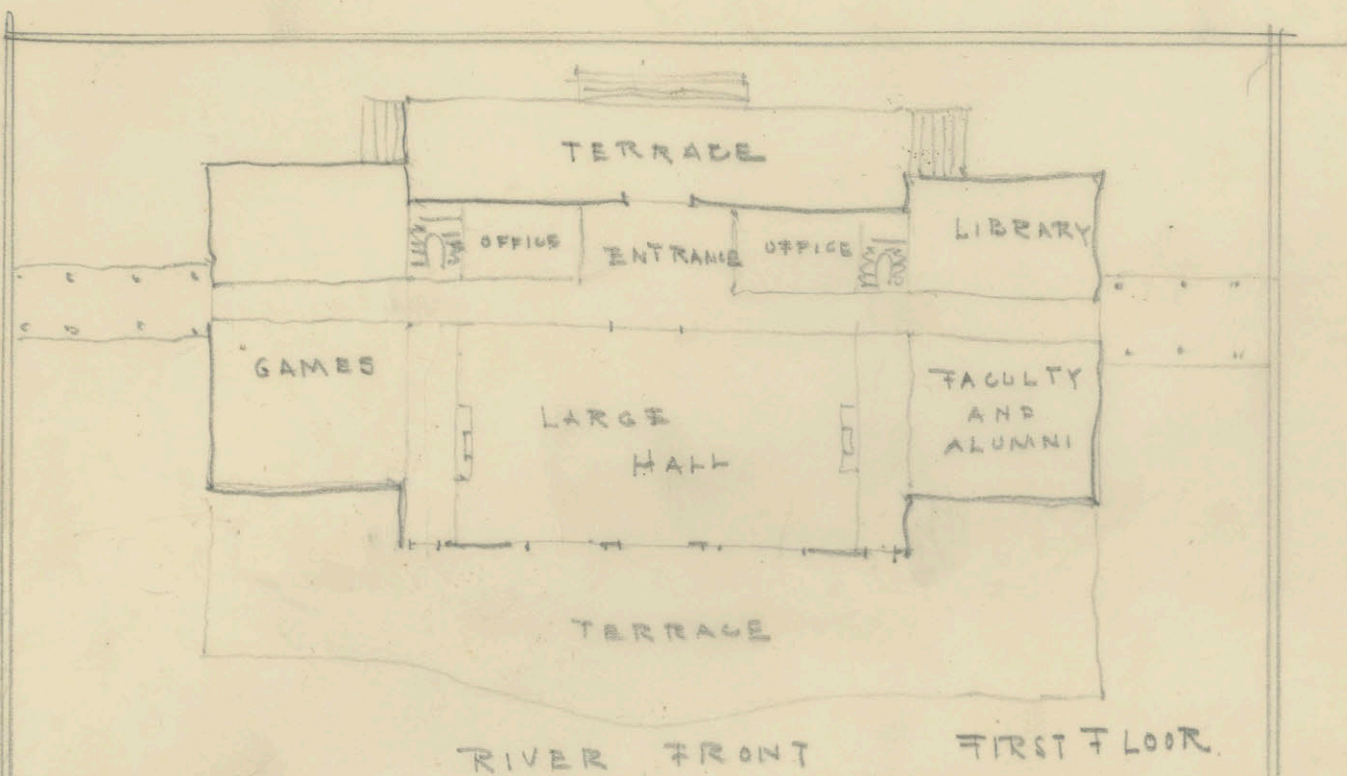 TERRACE
OFFICE
ENTRANCE
OFFICE
LIBRARY
GAMES
LARGE
HALL
FACULTY
AND
ALUMNI
TERRACE
RIVER FRONT
FIRST FLOOR.